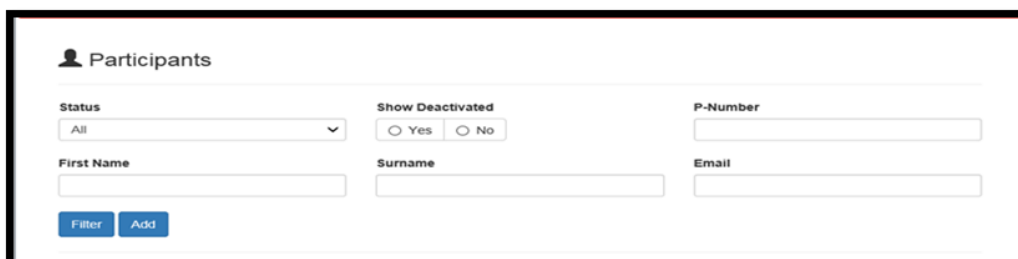 Participants
Status Show Deactivated P-Number
All Yes No
First Name Surname Email
Filter Add